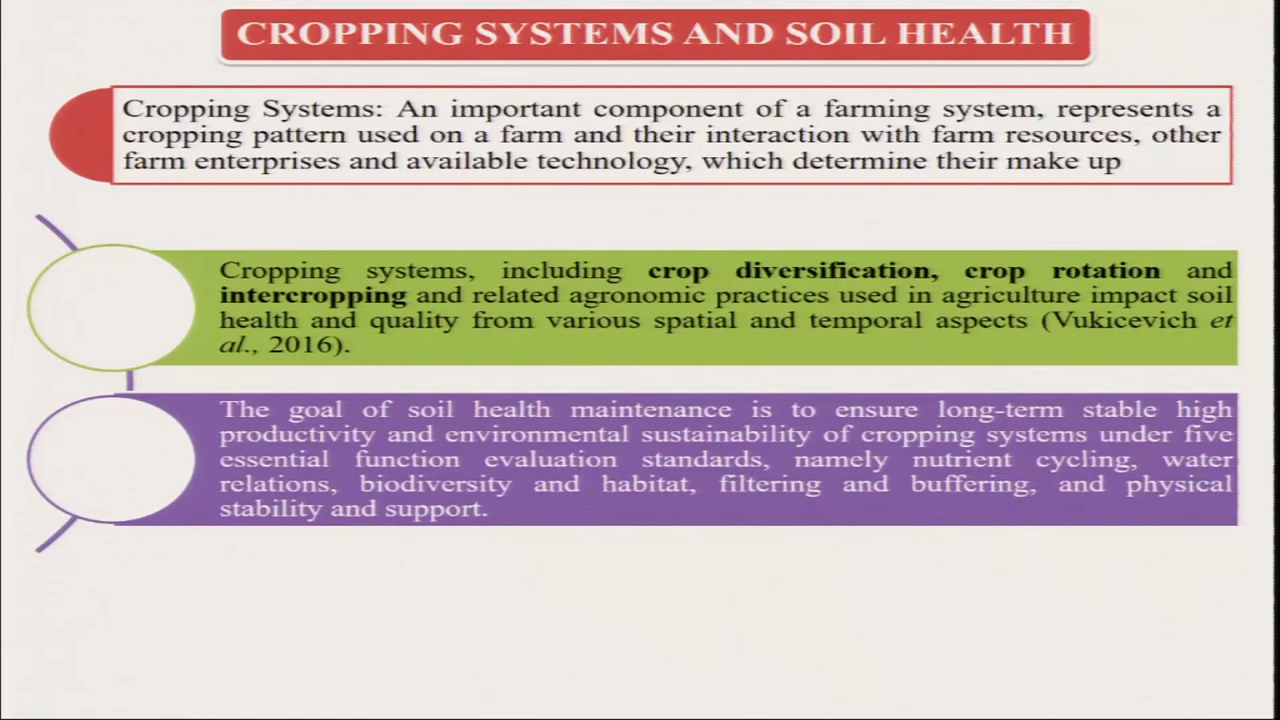 CROPPING SYSTEMS AND SOIL HEALTH
Cropping Systems: An important component of a farming system, represents a
cropping pattern used on a farm and their interaction with farm resources, other
farm enterprises and available technology, which determine their make up
Cropping systems, including crop diversification, crop rotation and
intercropping and related agronomic practices used in agriculture impact soil
health and quality from various spatial and temporal aspects (Vukicevich et
al., 2016).
The goal of soil health maintenance is to ensure long-term stable high
productivity and environmental sustainability of cropping systems under five
essential function evaluation standards, namely nutrient cycling, water
relations, biodiversity and habitat, filtering and buffering, and physical
stability and support.